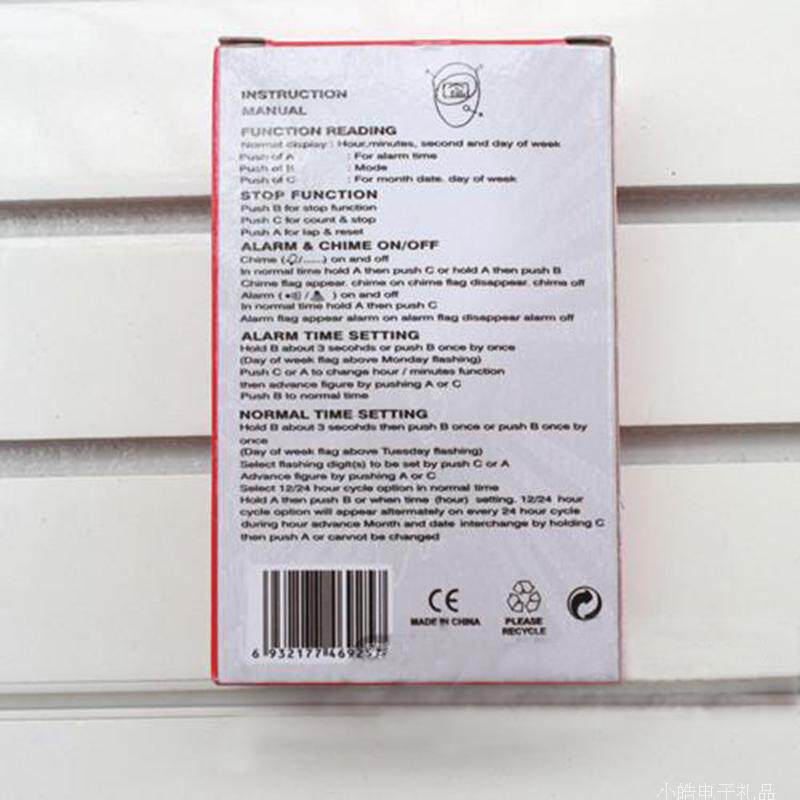 INSTRUCTION
MANUAL
FUNCTION READING
Normal display : Hour,minutes, second and day of week
Push of A : For alarm time
Push of B : Mode
Push of C : For month date. day of week
STOP FUNCTION
Push B for stop function
Push C for count & stop
Push A for lap & reset
ALARM & CHIME ON/OFF
Chime (🔔/......) on and off
In normal time hold A then push C or hold A then push B
Chime flag appear. chime on chime flag disappear. chime off
Alarm ( / ) on and off
In normal time hold A then push C
Alarm flag appear alarm on alarm flag disappear alarm off
ALARM TIME SETTING
Hold B about 3 secohds or push B once by once
(Day of week flag above Monday flashing)
Push C or A to change hour / minutes function
then advance figure by pushing A or C
Push B to normal time
NORMAL TIME SETTING
Hold B about 3 secohds then push B once or push B once by
once
(Day of week flag above Tuesday flashing)
Select flashing digit(s) to be set by push C or A
Advance figure by pushing A or C
Select 12/24 hour cycle option in normal time
Hold A then push B or when time (hour) setting. 12/24 hour
cycle option will appear altermately on every 24 hour cycle
during hour advance Month and date interchange by holding C
then push A or cannot be changed
CE
MADE IN CHINA
PLEASE
RECYCLE
6 932177 4692
小皓电子礼品